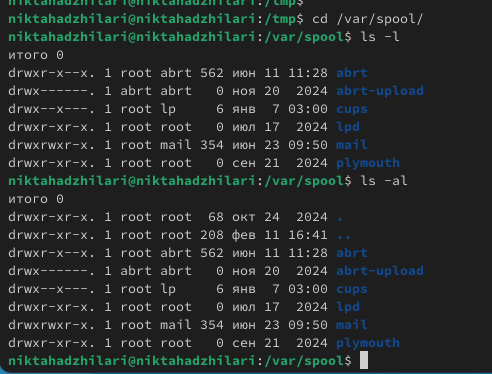 niktahadzhilari@niktahadzhilari:/tmp$
niktahadzhilari@niktahadzhilari:/tmp$ cd /var/spool/
niktahadzhilari@niktahadzhilari:/var/spool$ ls -l
итого 0
drwxr-x--x. 1 root abrt 562 июн 11 11:28 abrt
drwx------. 1 abrt abrt   0 ноя 20  2024 abrt-upload
drwx--x---. 1 root lp     6 янв  7 03:00 cups
drwxr-xr-x. 1 root root   0 июл 17  2024 lpd
drwxrwxr-x. 1 root mail 354 июн 23 09:50 mail
drwxr-xr-x. 1 root root   0 сен 21  2024 plymouth
niktahadzhilari@niktahadzhilari:/var/spool$ ls -al
итого 0
drwxr-xr-x. 1 root root  68 окт 24  2024 .
drwxr-xr-x. 1 root root 208 фев 11 16:41 ..
drwxr-x--x. 1 root abrt 562 июн 11 11:28 abrt
drwx------. 1 abrt abrt   0 ноя 20  2024 abrt-upload
drwx--x---. 1 root lp     6 янв  7 03:00 cups
drwxr-xr-x. 1 root root   0 июл 17  2024 lpd
drwxrwxr-x. 1 root mail 354 июн 23 09:50 mail
drwxr-xr-x. 1 root root   0 сен 21  2024 plymouth
niktahadzhilari@niktahadzhilari:/var/spool$